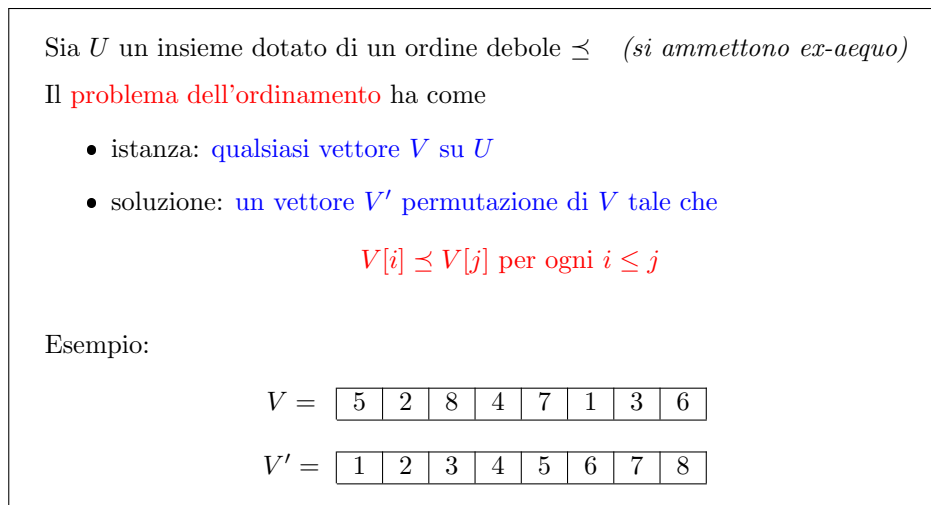 Sia U un insieme dotato di un ordine debole ⪯ (si ammettono ex-aequo)
Il problema dell'ordinamento ha come
• istanza: qualsiasi vettore V su U
• soluzione: un vettore V′ permutazione di V tale che
V[i] ⪯ V[j] per ogni i ≤ j
Esempio:
V = 5 2 8 4 7 1 3 6
V′ = 1 2 3 4 5 6 7 8